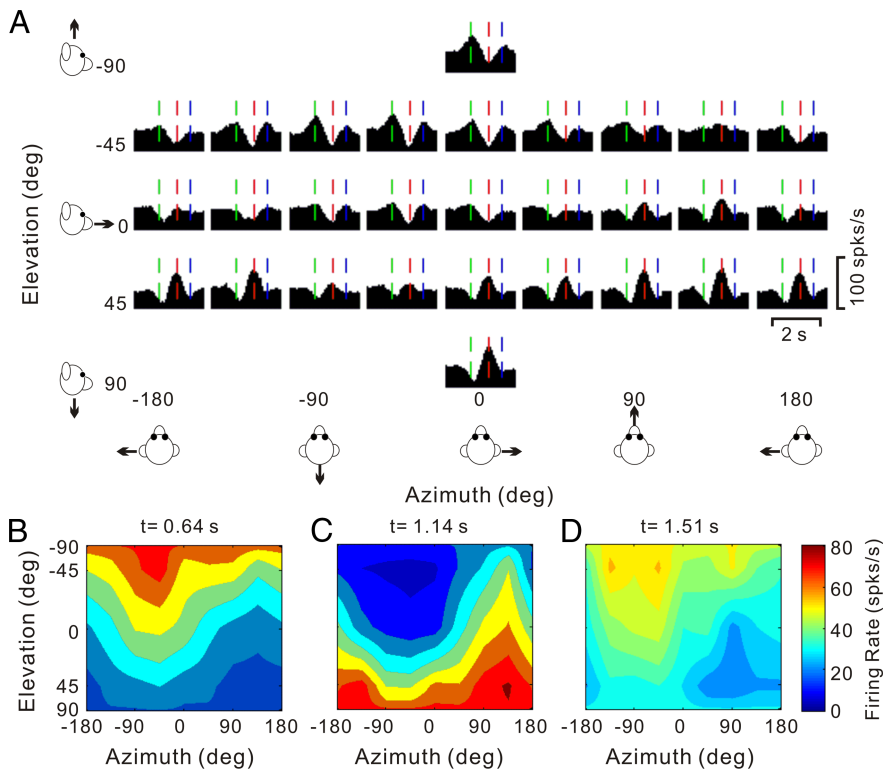 A
-90
-45
0
45
90
Elevation (deg)
100 spks/s
2 s
-180
-90
0
90
180
Azimuth (deg)
B
t= 0.64 s
C
t= 1.14 s
D
t= 1.51 s
Elevation (deg)
-90
-45
0
45
90
-180
-90
0
90
180
Azimuth (deg)
-180
-90
0
90
180
Azimuth (deg)
-180
-90
0
90
180
Azimuth (deg)
80
60
40
20
0
Firing Rate (spks/s)